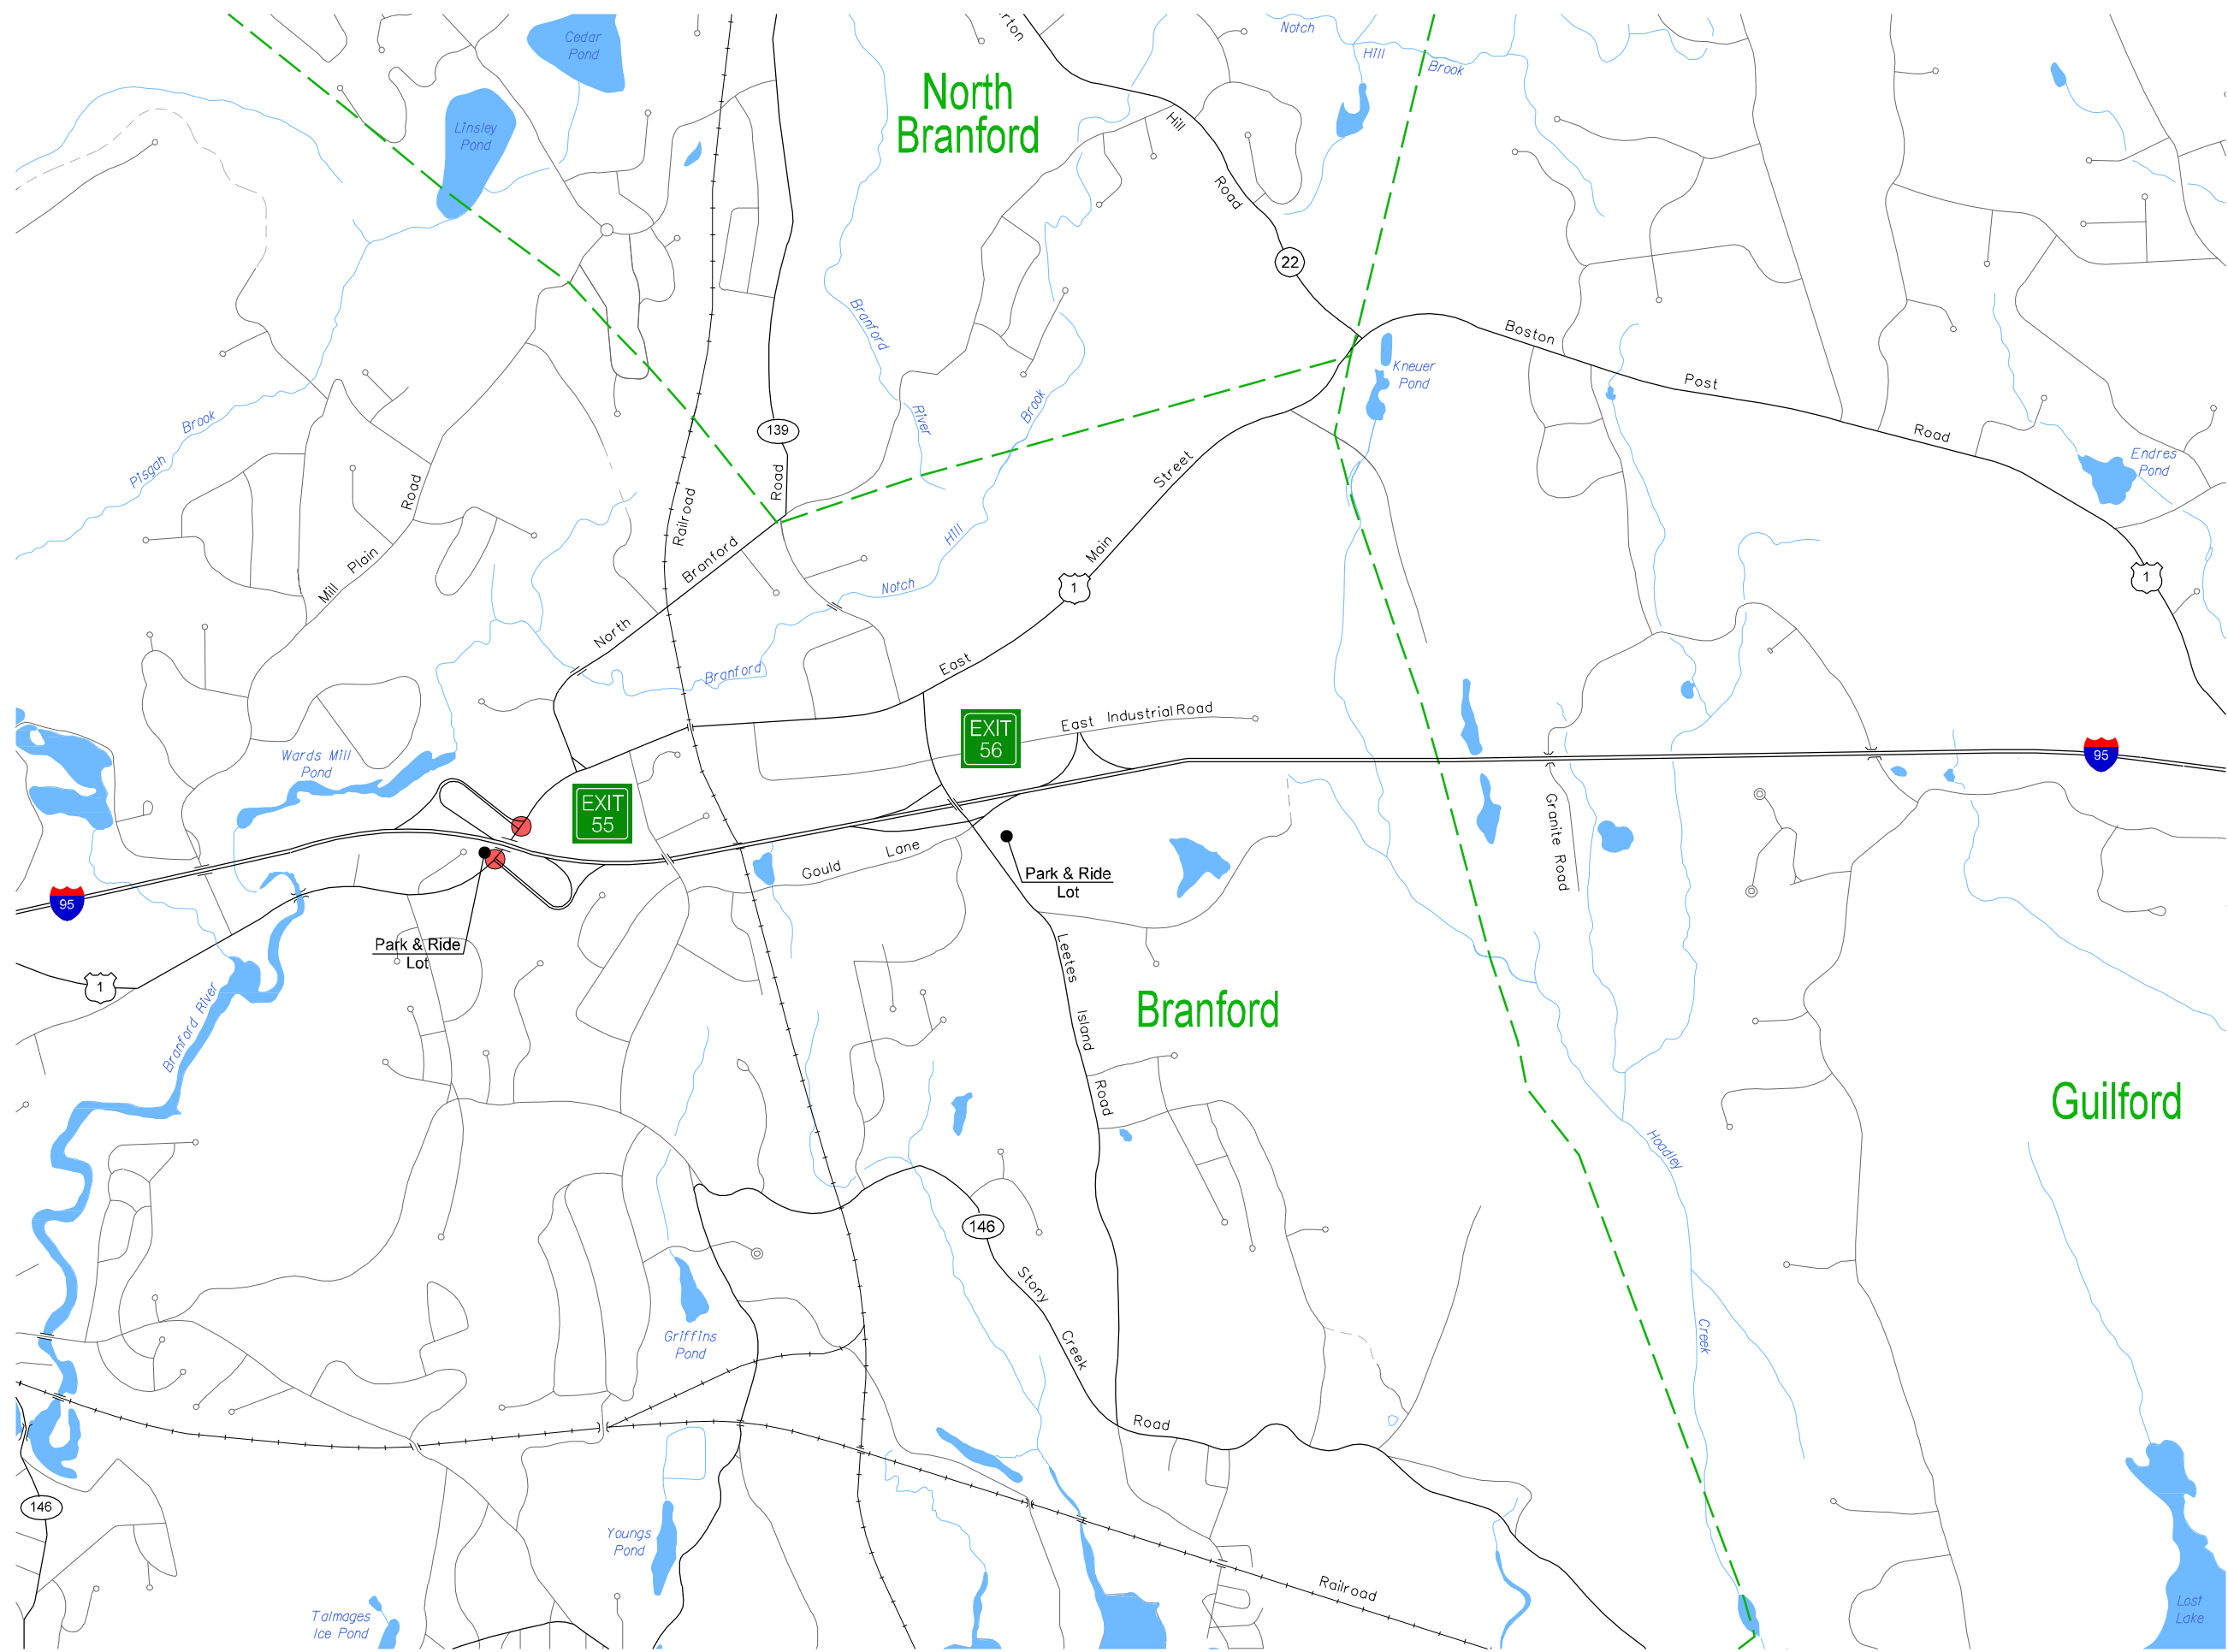 Cedar
Pond
rton
Notch
Hill
Brook
North
Branford
Linsley
Pond
Hill
Road
22
Branford
River
Boston
Post
Road
Kneuer
Pond
Brook
Pisgah
Brook
139
Road
Endres
Pond
Road
Plain
Mill
Railroad
Branford
North
Street
Main
1
East
Hill
Notch
Branford
1
Wards Mill
Pond
EXIT
56
East Industrial Road
95
EXIT
55
Gould Lane
Granite Road
Park & Ride
Lot
95
Park & Ride
Lot
1
Branford River
Leetes
Island
Road
Branford
Guilford
Hoadley
Creek
146
Stony
Creek
Road
Griffins
Pond
146
Youngs
Pond
Railroad
Talmages
Ice Pond
Lost
Lake